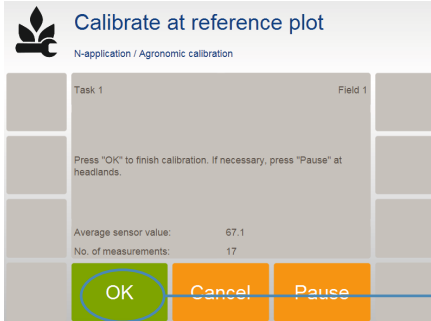 Calibrate at reference plot
N-application / Agronomic calibration
Task 1 Field 1
Press "OK" to finish calibration. If necessary, press "Pause" at
headlands.
Average sensor value: 67.1
No. of measurements: 17
OK Cancel Pause